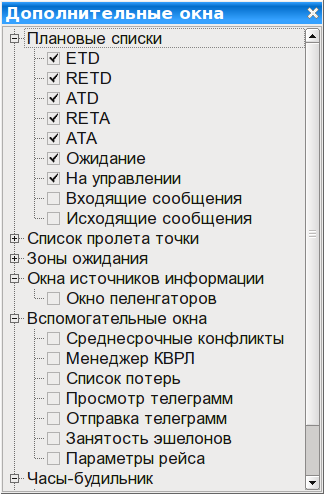 Дополнительные окна
Плановые списки
ETD
RETD
ATD
RETA
ATA
Ожидание
На управлении
Входящие сообщения
Исходящие сообщения
Список пролета точки
Зоны ожидания
Окна источников информации
Окно пеленгаторов
Вспомогательные окна
Среднесрочные конфликты
Менеджер КВРЛ
Список потерь
Просмотр телеграмм
Отправка телеграмм
Занятость эшелонов
Параметры рейса
Часы-будильник